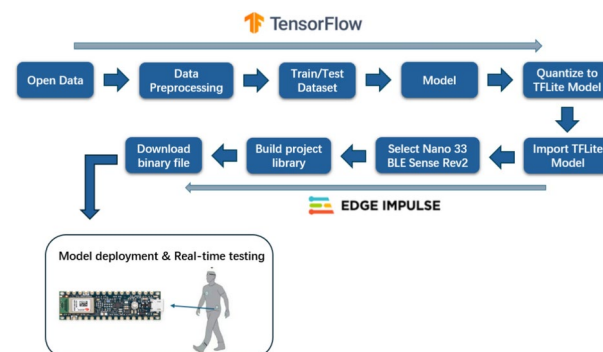 TensorFlow
Open Data
Data
Preprocessing
Train/Test
Dataset
Model
Quantize to
TFLite Model
Download
binary file
Build project
library
Select Nano 33
BLE Sense Rev2
Import TFLite
Model
EDGE IMPULSE
Model deployment & Real-time testing